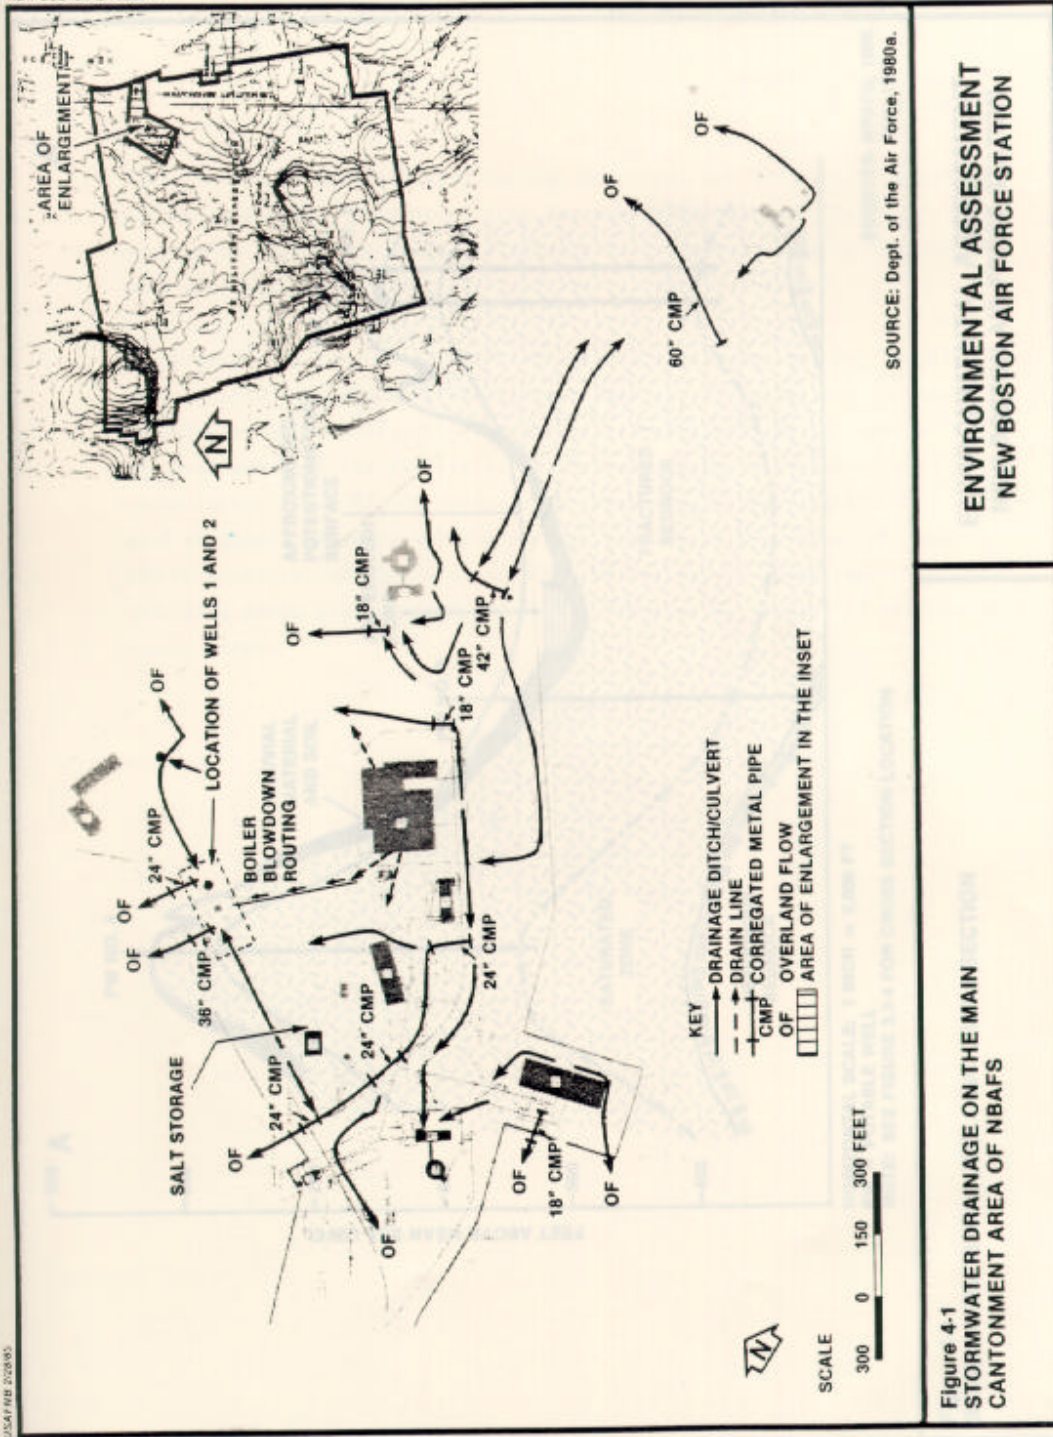 USAFNB 2/28/85
AREA OF
ENLARGEMENT
N
OF
OF
60" CMP
SOURCE: Dept. of the Air Force, 1980a.
LOCATION OF WELLS 1 AND 2
OF
OF
18" CMP
OF
18" CMP
42" CMP
24" CMP
OF
BOILER
BLOWDOWN
ROUTING
OF
36" CMP
SALT STORAGE
24" CMP
24" CMP
24" CMP
OF
OF
OF
18" CMP
OF
KEY
DRAINAGE DITCH/CULVERT
DRAIN LINE
CMP CORREGATED METAL PIPE
OF OVERLAND FLOW
AREA OF ENLARGEMENT IN THE INSET
N
SCALE
300 0 150 300 FEET
Figure 4-1
STORMWATER DRAINAGE ON THE MAIN
CANTONMENT AREA OF NBAFS
ENVIRONMENTAL ASSESSMENT
NEW BOSTON AIR FORCE STATION